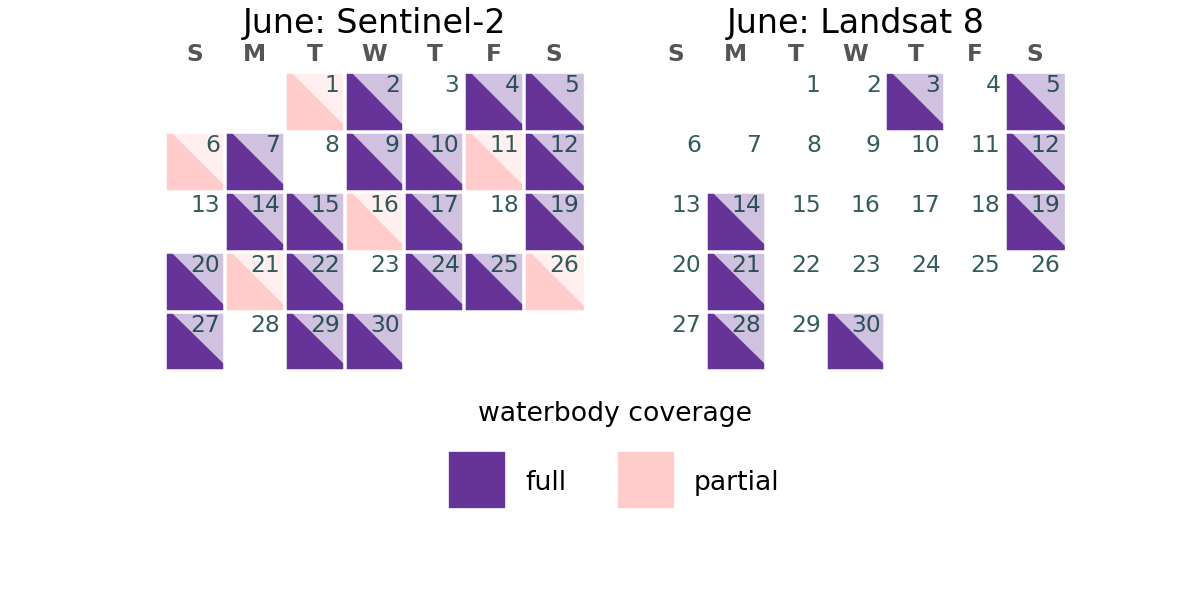 June: Sentinel-2
S M T W T F S
1 2 3 4 5
6 7 8 9 10 11 12
13 14 15 16 17 18 19
20 21 22 23 24 25 26
27 28 29 30
June: Landsat 8
S M T W T F S
1 2 3 4 5
6 7 8 9 10 11 12
13 14 15 16 17 18 19
20 21 22 23 24 25 26
27 28 29 30
waterbody coverage
full partial